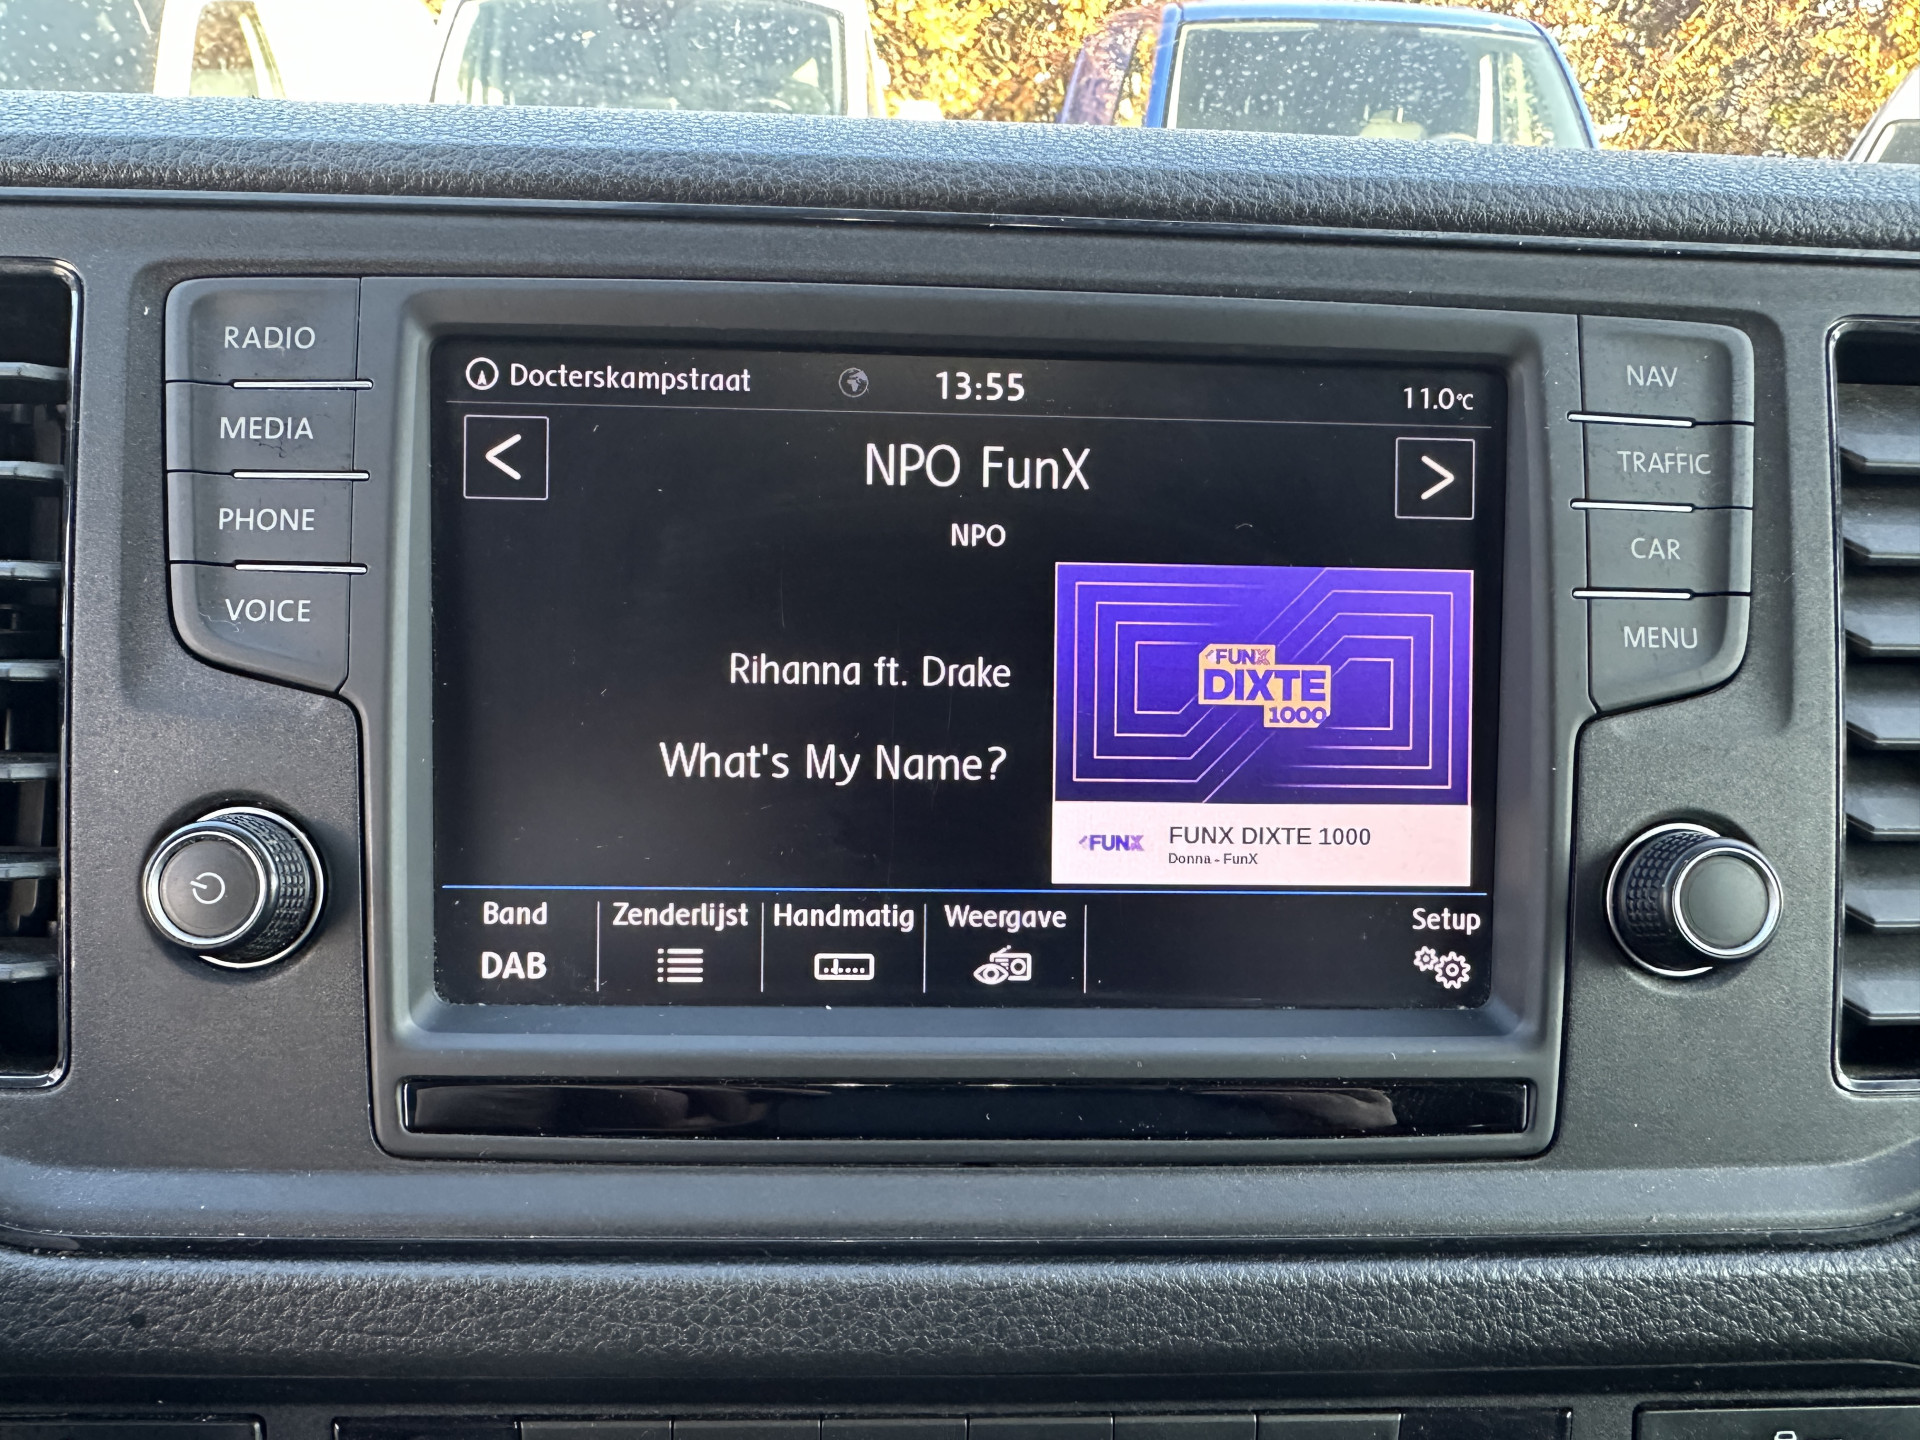 RADIO
MEDIA
PHONE
VOICE
Docterskampstraat
13:55
11.0°C
<
NPO FunX
>
NPO
Rihanna ft. Drake
What's My Name?
FUNX
DIXTE
1000
FUNX
FUNX DIXTE 1000
Donna - FunX
Band
DAB
Zenderlijst
Handmatig
Weergave
Setup
NAV
TRAFFIC
CAR
MENU